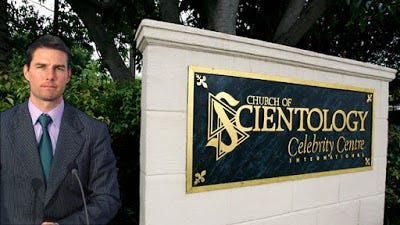 CHURCH OF
SCIENTOLOGY
Celebrity Centre
INTERNATIONAL